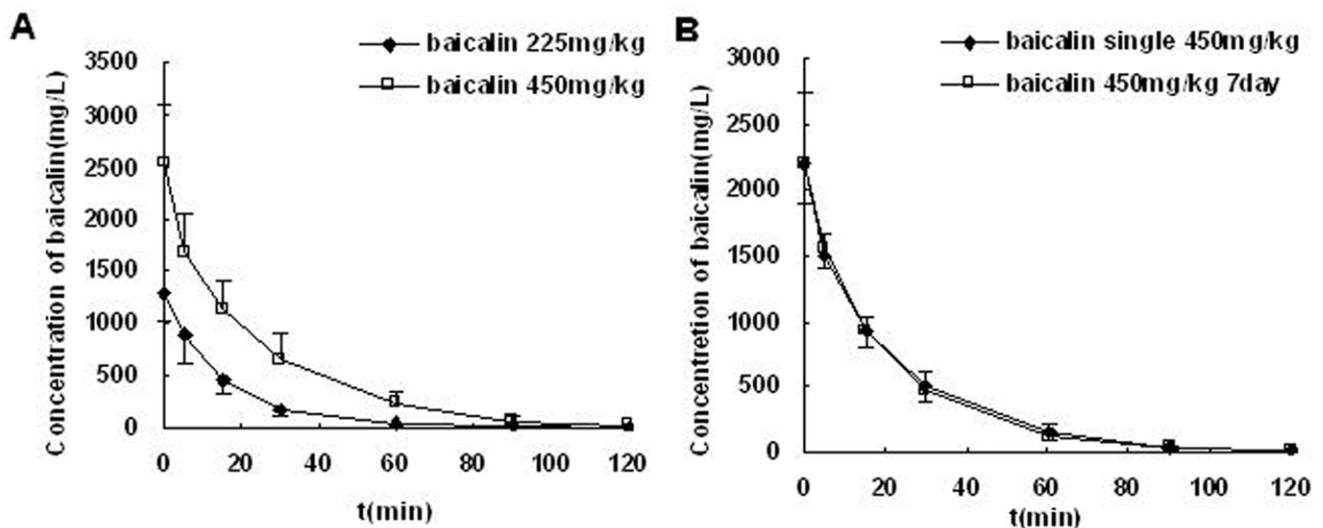 A
baicalin 225mg/kg
baicalin 450mg/kg
Concentration of baicalin(mg/L)
3500
3000
2500
2000
1500
1000
500
0
0 20 40 60 80 100 120
t(min)
B
baicalin single 450mg/kg
baicalin 450mg/kg 7day
Concentretion of baicalin(mg/L)
3000
2500
2000
1500
1000
500
0
0 20 40 60 80 100 120
t(min)